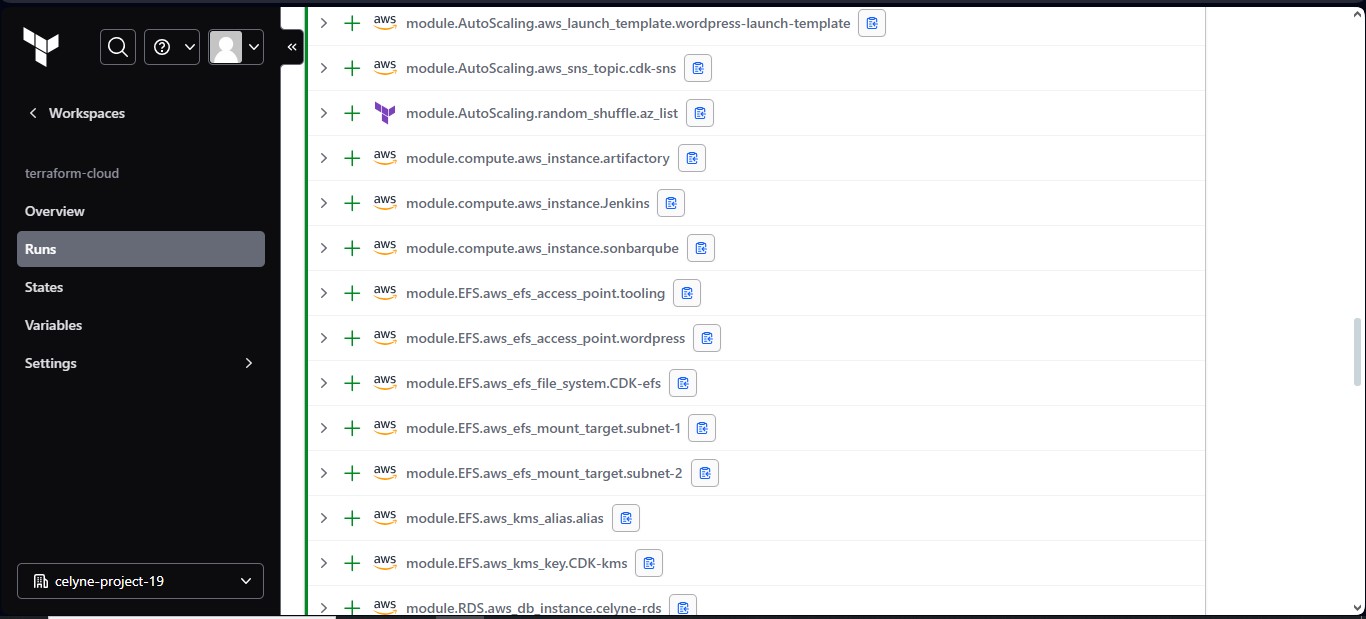 Workspaces
terraform-cloud
Overview
Runs
States
Variables
Settings
celyne-project-19
aws module.AutoScaling.aws_launch_template.wordpress-launch-template
aws module.AutoScaling.aws_sns_topic.cdk-sns
module.AutoScaling.random_shuffle.az_list
aws module.compute.aws_instance.artifactory
aws module.compute.aws_instance.Jenkins
aws module.compute.aws_instance.sonbarqube
aws module.EFS.aws_efs_access_point.tooling
aws module.EFS.aws_efs_access_point.wordpress
aws module.EFS.aws_efs_file_system.CDK-efs
aws module.EFS.aws_efs_mount_target.subnet-1
aws module.EFS.aws_efs_mount_target.subnet-2
aws module.EFS.aws_kms_alias.alias
aws module.EFS.aws_kms_key.CDK-kms
aws module.RDS.aws_db_instance.celyne-rds